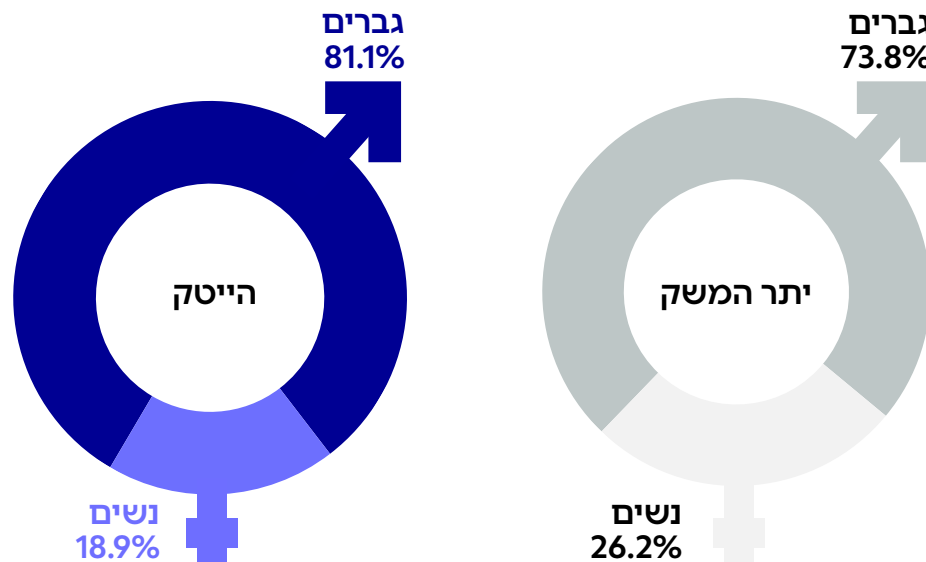 גברים
73.8%
יתר המשק
נשים
26.2%
גברים
81.1%
הייטק
נשים
18.9%